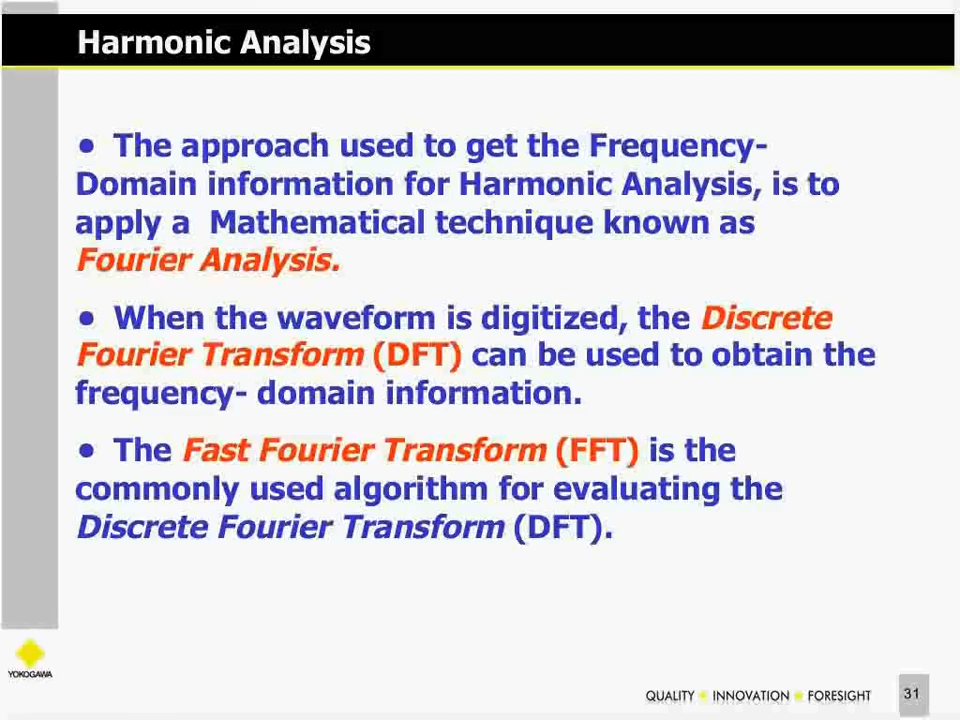 Harmonic Analysis
• The approach used to get the Frequency-
Domain information for Harmonic Analysis, is to
apply a Mathematical technique known as
Fourier Analysis.
• When the waveform is digitized, the Discrete
Fourier Transform (DFT) can be used to obtain the
frequency- domain information.
• The Fast Fourier Transform (FFT) is the
commonly used algorithm for evaluating the
Discrete Fourier Transform (DFT).
YOKOGAWA
QUALITY INNOVATION FORESIGHT 31